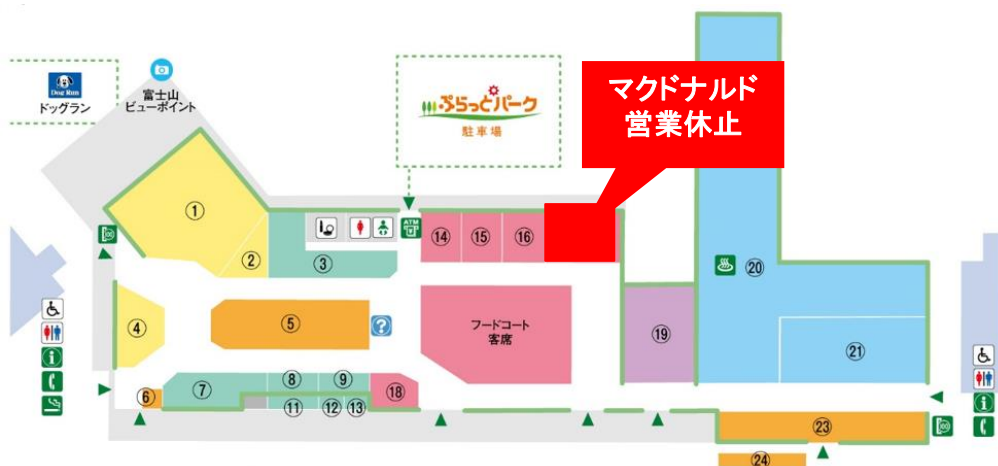 Dog Run
ドッグラン
富士山
ビューポイント
ぷらっとパーク
駐車場
マクドナルド
営業休止
①
②
③
ATM
⑭
⑮
⑯
⑳
④
⑤
?
フードコート
客席
⑲
㉑
⑥
⑦
⑧
⑨
⑱
⑪
⑫
⑬
㉓
㉔
i
i